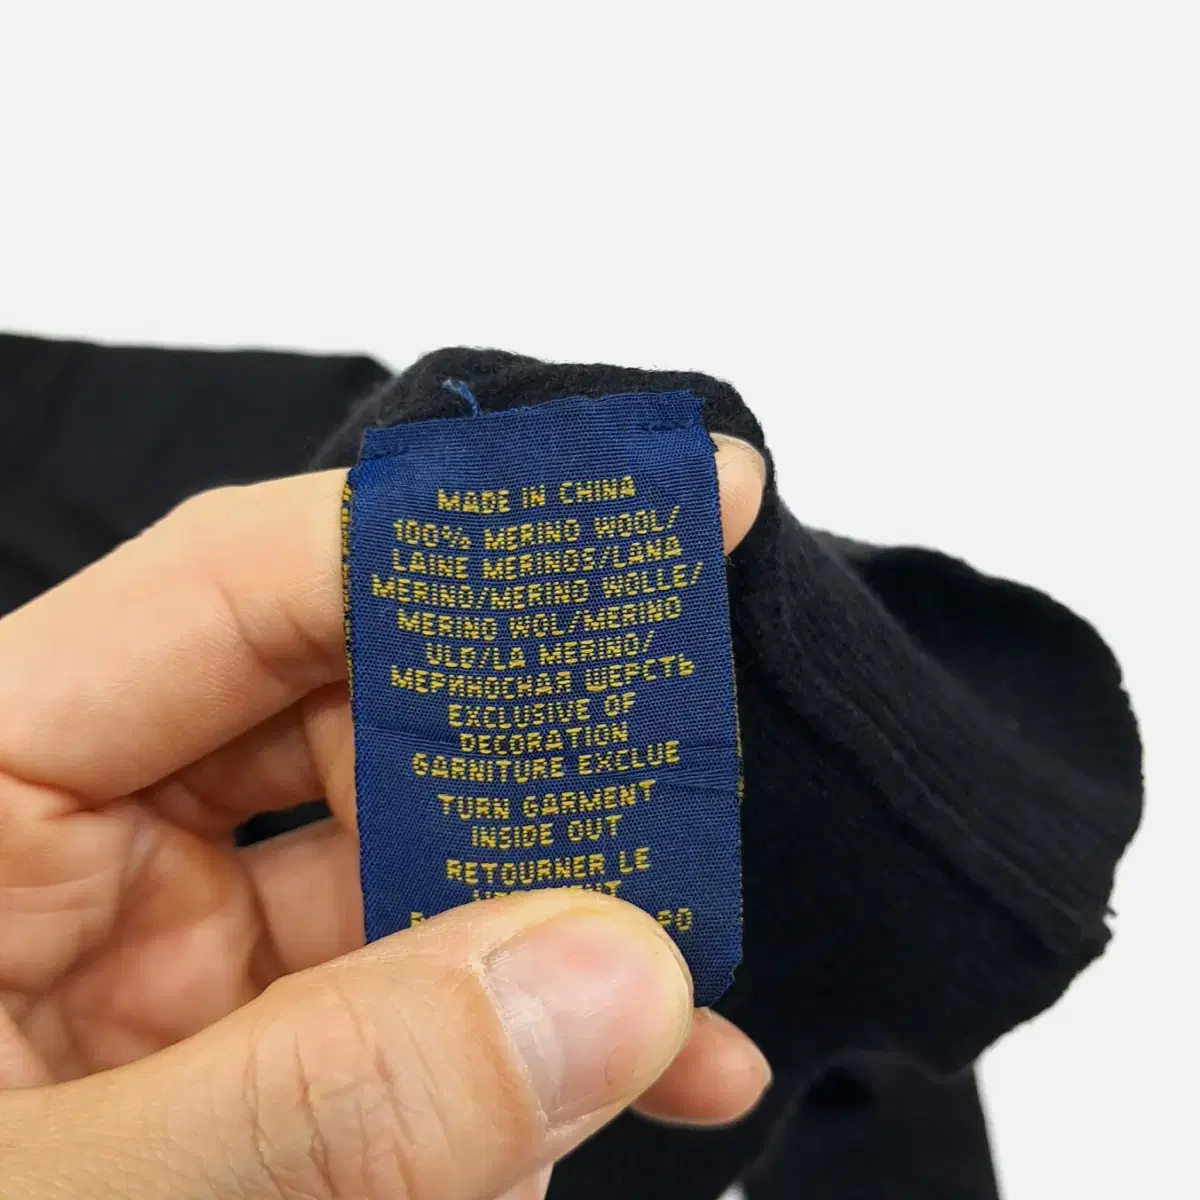 MADE IN CHINA
100% MERINO WOOL/
LAINE MERINOS/LANA
MERINO/MERINO WOLLE/
MERINO WOL/MERINO
ULD/LA MERINO/
МЕРИНОСНАЯ ШЕРСТЬ
EXCLUSIVE OF
DECORATION
GARNITURE EXCLUE
TURN GARMENT
INSIDE OUT
RETOURNER LE